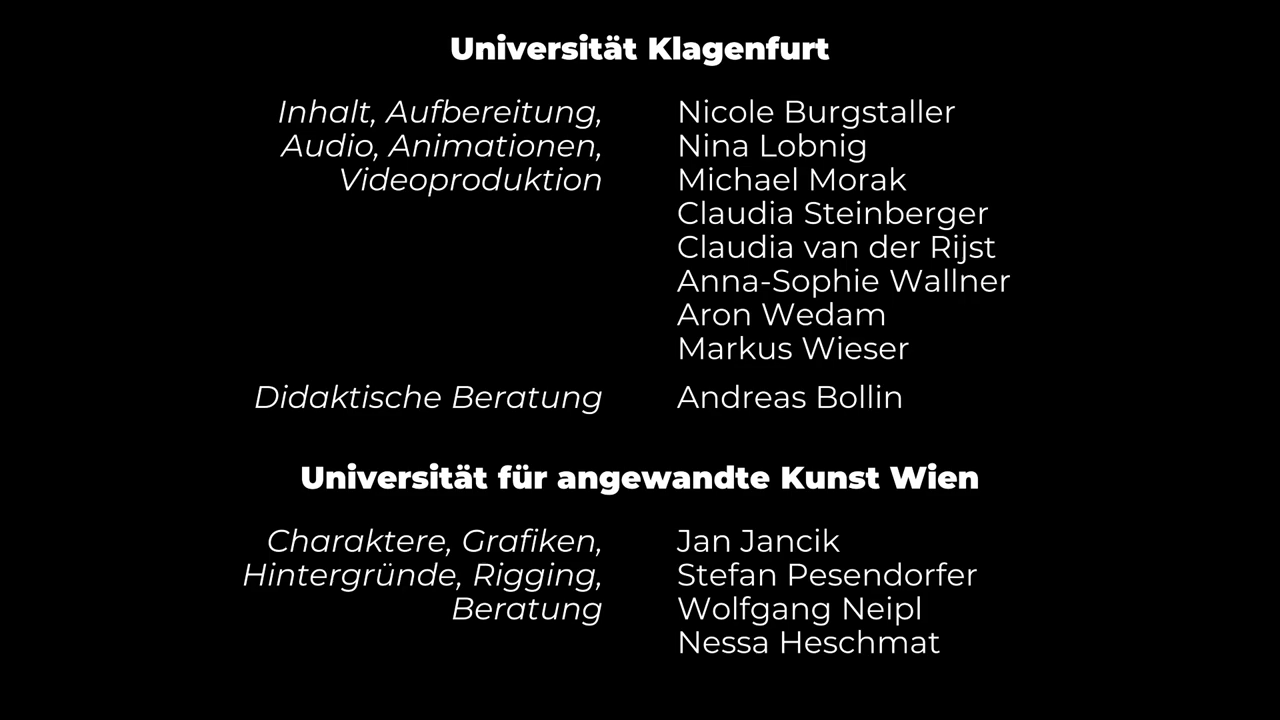 Universität Klagenfurt
Inhalt, Aufbereitung, Nicole Burgstaller
Audio, Animationen, Nina Lobnig
Videoproduktion Michael Morak
Claudia Steinberger
Claudia van der Rijst
Anna-Sophie Wallner
Aron Wedam
Markus Wieser
Didaktische Beratung Andreas Bollin
Universität für angewandte Kunst Wien
Charaktere, Grafiken, Jan Jancik
Hintergründe, Rigging, Stefan Pesendorfer
Beratung Wolfgang Neipl
Nessa Heschmat